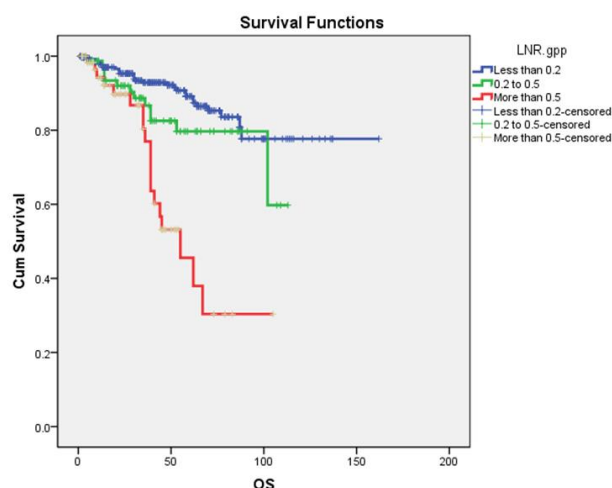 Survival Functions
LNR.gpp
Less than 0.2
0.2 to 0.5
More than 0.5
Less than 0.2-censored
0.2 to 0.5-censored
More than 0.5-censored
Cum Survival
1.0
0.8
0.6
0.4
0.2
0.0
0 50 100 150 200
OS